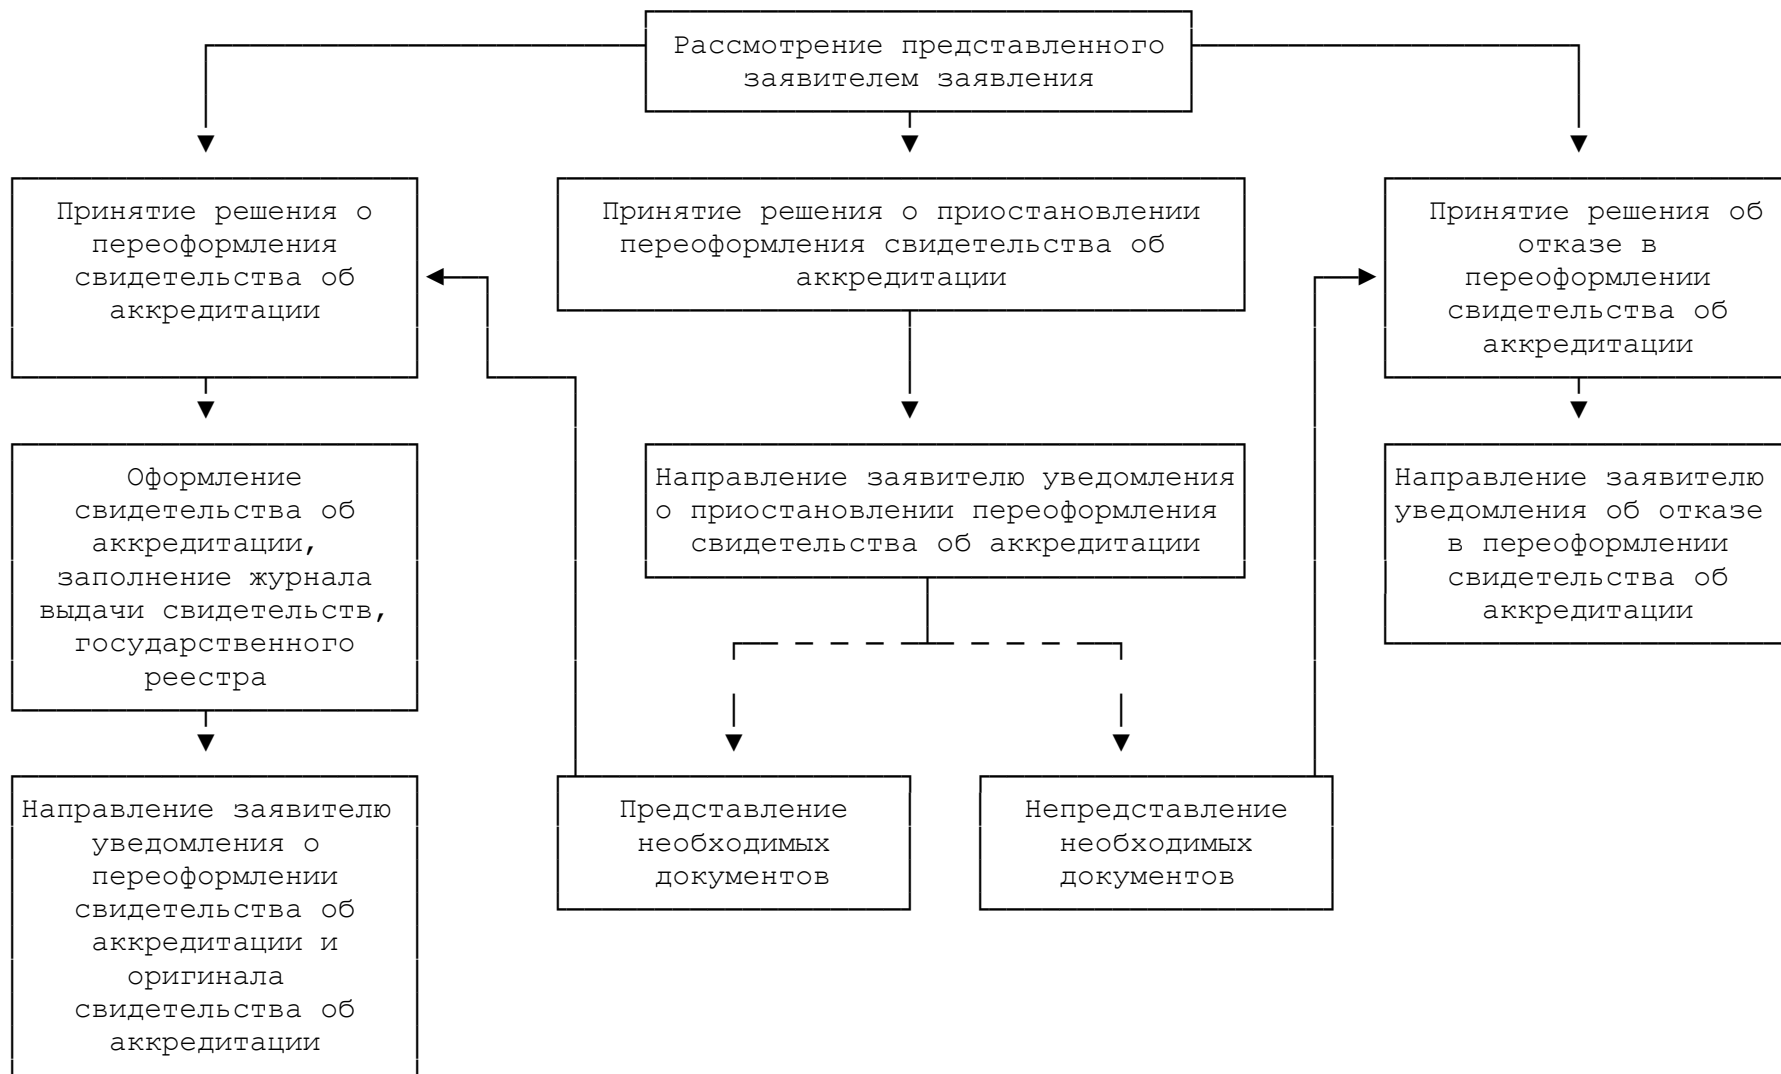 Рассмотрение представленного
заявителем заявления
Принятие решения о
переоформления
свидетельства об
аккредитации
Принятие решения о приостановлении
переоформления свидетельства об
аккредитации
Принятие решения об
отказе в
переоформлении
свидетельства об
аккредитации
Оформление
свидетельства об
аккредитации,
заполнение журнала
выдачи свидетельств,
государственного
реестра
Направление заявителю уведомления
о приостановлении переоформления
свидетельства об аккредитации
Направление заявителю
уведомления об отказе
в переоформлении
свидетельства об
аккредитации
Направление заявителю
уведомления о
переоформлении
свидетельства об
аккредитации и
оригинала
свидетельства об
аккредитации
Представление
необходимых
документов
Непредставление
необходимых
документов